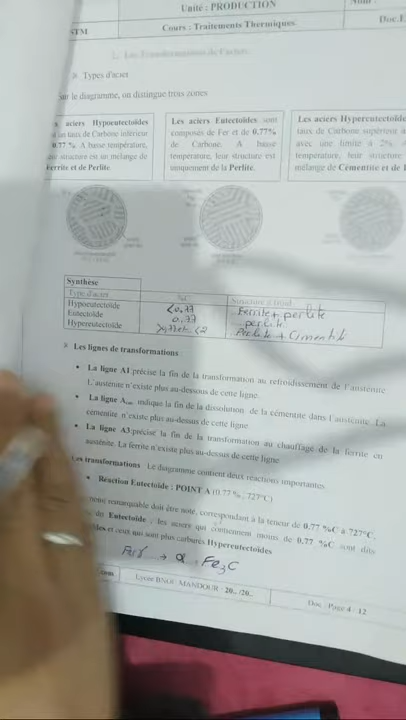 Unité : PRODUCTION
STM
Cours : Traitements Thermiques
Types d'acier
Sur le diagramme, on distingue trois zones
aciers Hypoeutectoïdes
un taux de Carbone inférieur
0.77 %. A basse température,
structure est un mélange de
Ferrite et de Perlite
Les aciers Eutectoïdes sont
composés de Fer et de 0.77%
de Carbone. A basse
température, leur structure est
uniquement de la Perlite.
Les aciers Hypereutectoïde
taux de Carbone supérieur à
avec une limite à 2%.
température, leur structure
mélange de Cémentite et de
Synthèse
Type d'acier
%C
Structure à froid
Hypoeutectoïde
<0,77
Ferrite + perlite
Eutectoïde
0.77
perlite
Hypereutectoïde
Perlite + Cimentite
Les lignes de transformations
• La ligne A1 précise la fin de la transformation au refroidissement de l'austénite
L'austénite n'existe plus au-dessous de cette ligne.
• La ligne indique la fin de la dissolution de la cémentite dans l'austénite. La
cémentite n'existe plus au-dessus de cette ligne.
• La ligne A3 précise la fin de la transformation au chauffage de la ferrite en
austénite. La ferrite n'existe plus au-dessus de cette ligne.
Les transformations Le diagramme contient deux réactions importantes
• Reaction Eutectoïde : POINT A (0.77 %, 727°C)
remarquable doit être noté, correspondant à la teneur de 0.77 %C à 727°C,
du Eutectoïde ; les aciers qui contiennent moins de 0.77 %C sont dits
et ceux qui sont plus carburés Hypereutectoïdes
→ α + Fe3C
Lycée IBNOU MANDOUR : 20.. /20..
Doc : Page 4 / 12